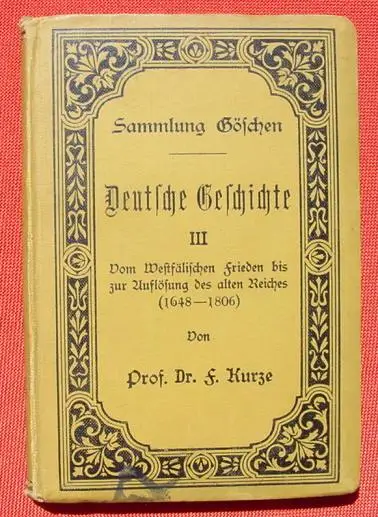 Sammlung Göschen
Deutsche Geschichte
III
Vom Westfälischen Frieden bis
zur Auflösung des alten Reiches
(1648—1806)
Von
Prof. Dr. F. Kurze